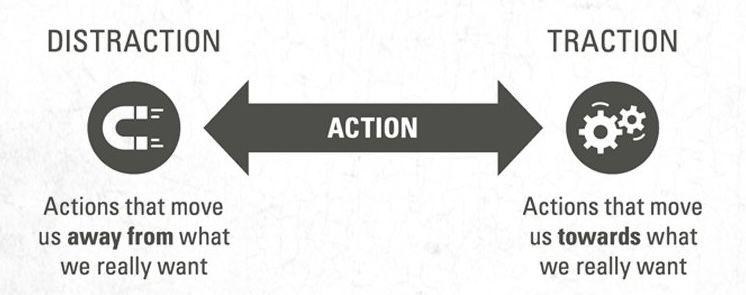 DISTRACTION
TRACTION
ACTION
Actions that move
us away from what
we really want
Actions that move
us towards what
we really want